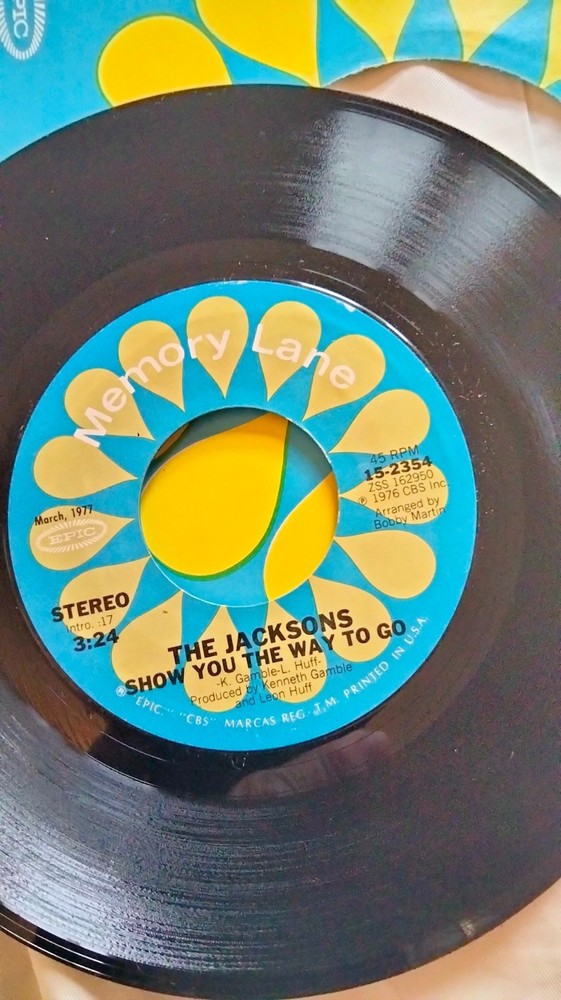 EPIC
Memory Lane
45 RPM
15-2354
ZSS 162950
℗ 1976 CBS Inc.
Arranged by
Bobby Martin
March, 1977
EPIC
STEREO
Intro. :17
3:24
THE JACKSONS
SHOW YOU THE WAY TO GO
-K. Gamble-L. Huff-
Produced by Kenneth Gamble
and Leon Huff
® EPIC," "CBS" MARCAS REG. T.M. PRINTED IN U.S.A.